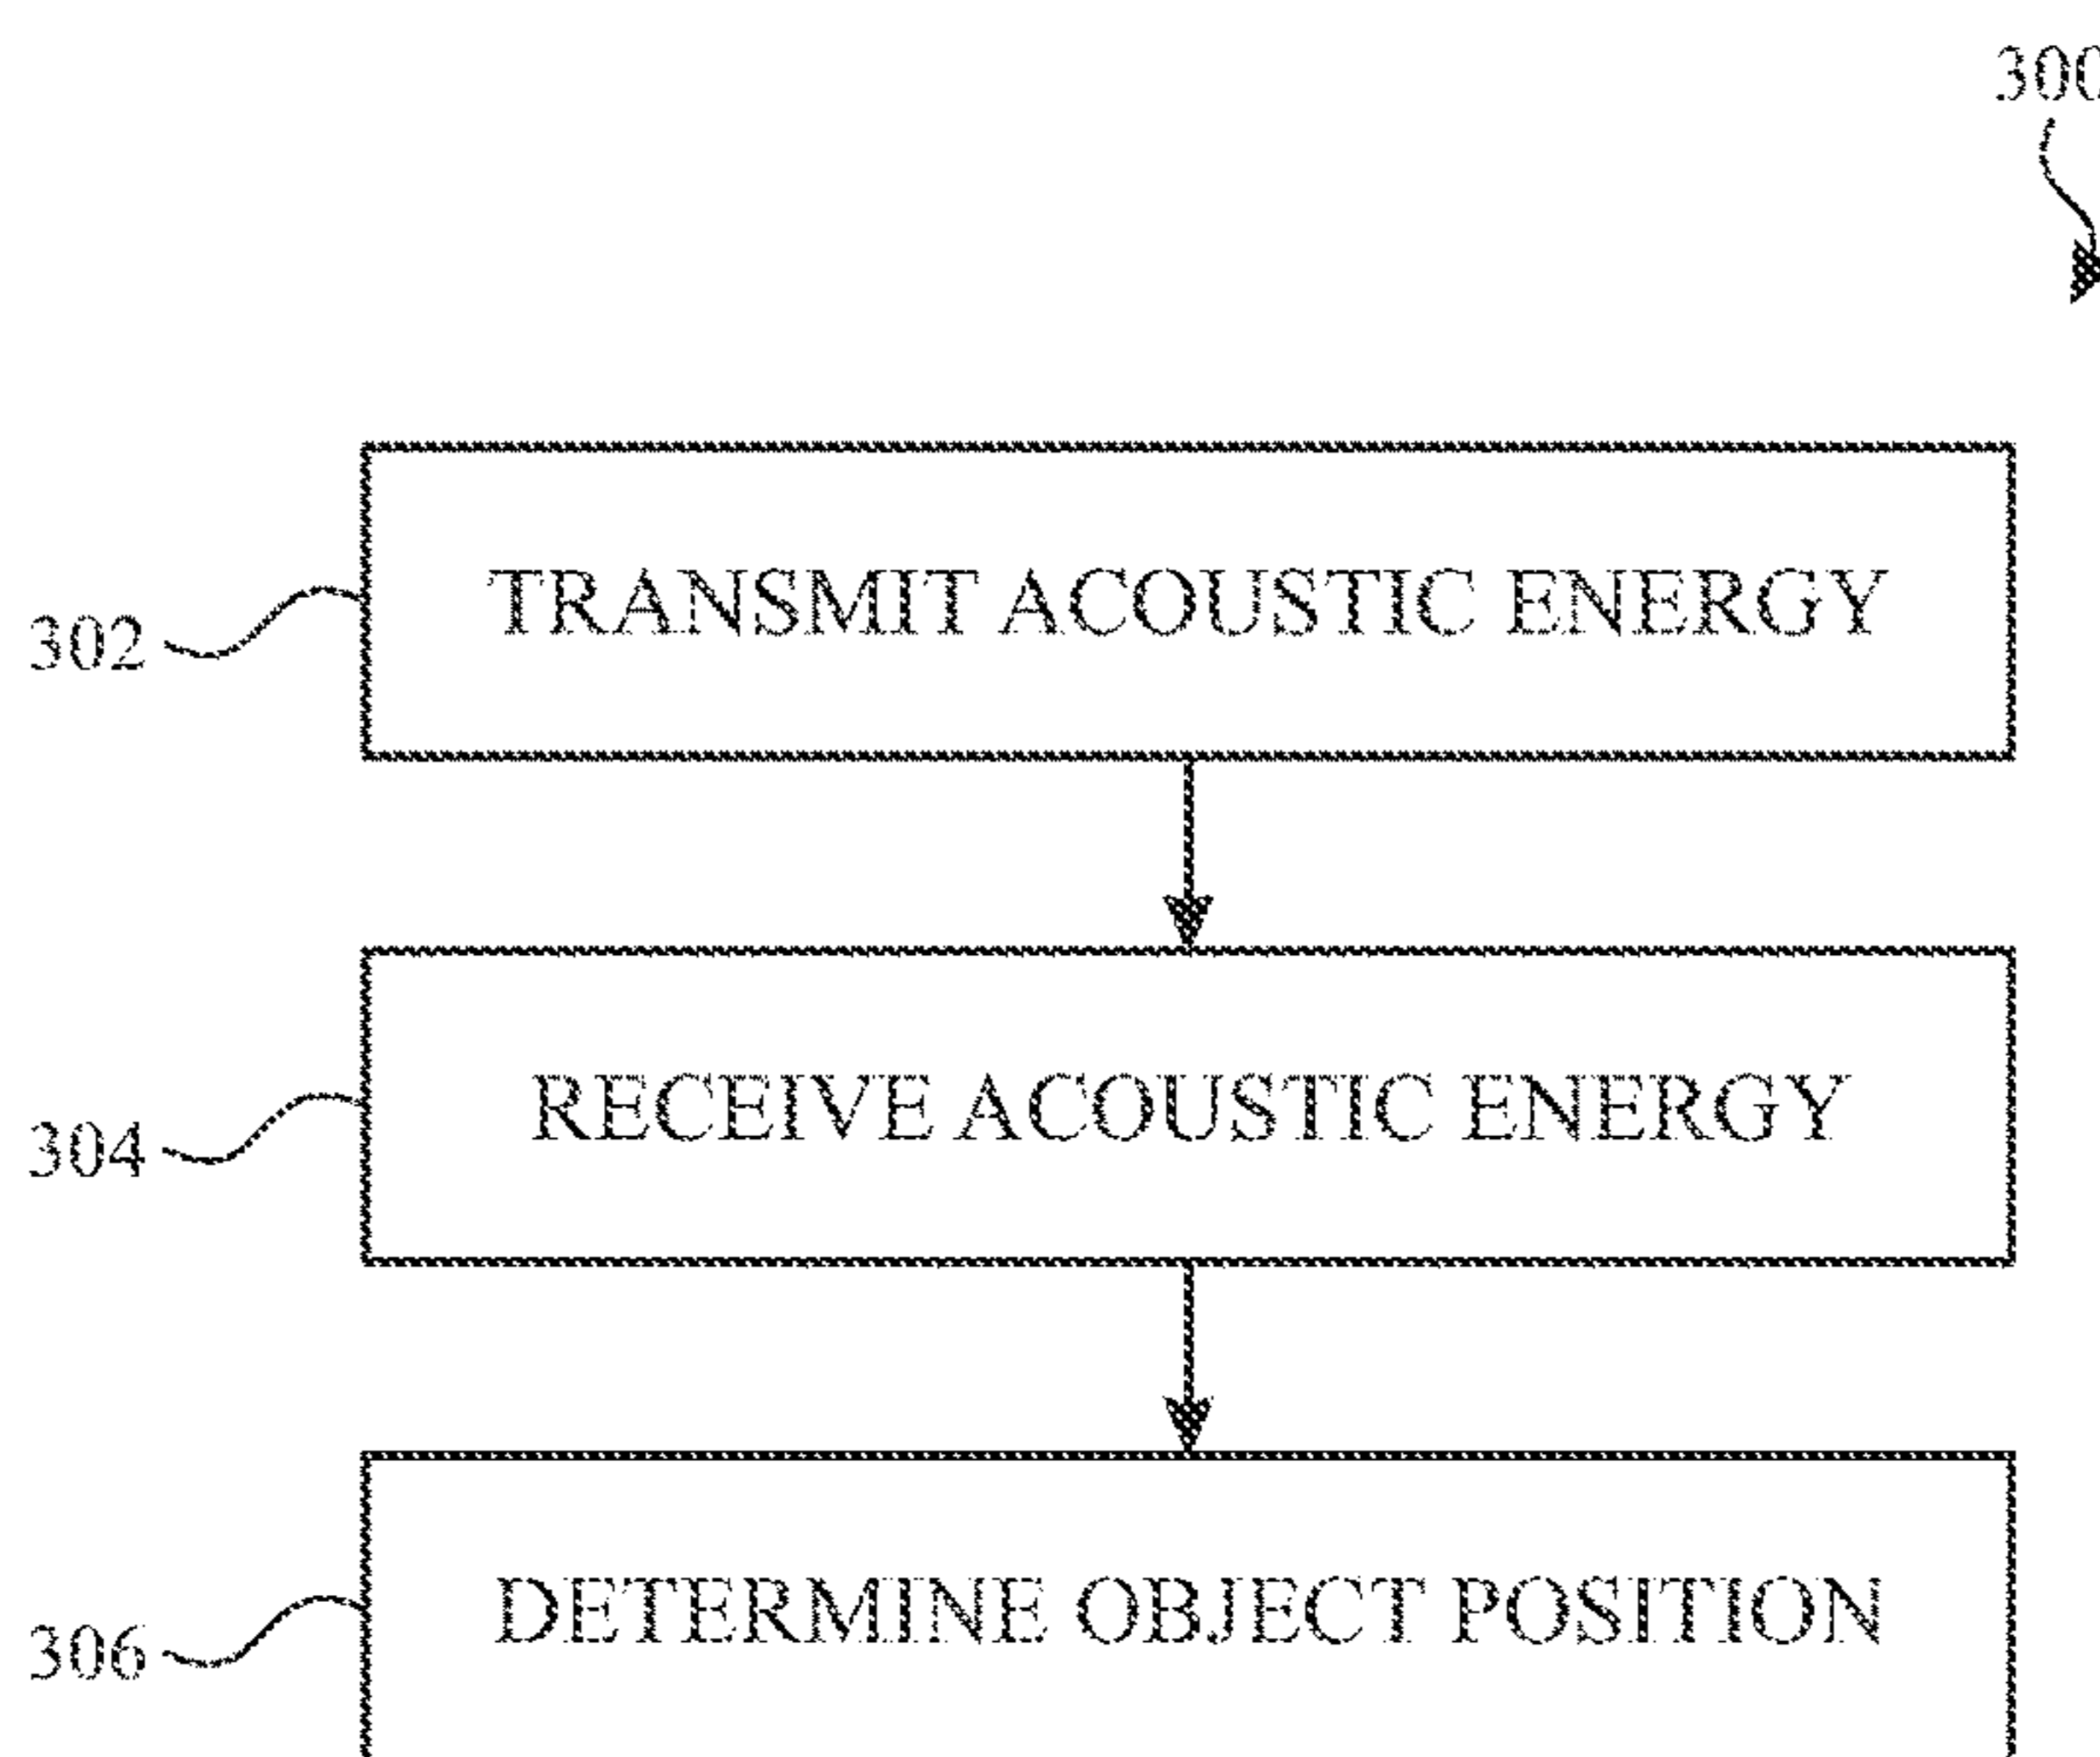 300
TRANSMIT ACOUSTIC ENERGY
302
RECEIVE ACOUSTIC ENERGY
304
DETERMINE OBJECT POSITION
306